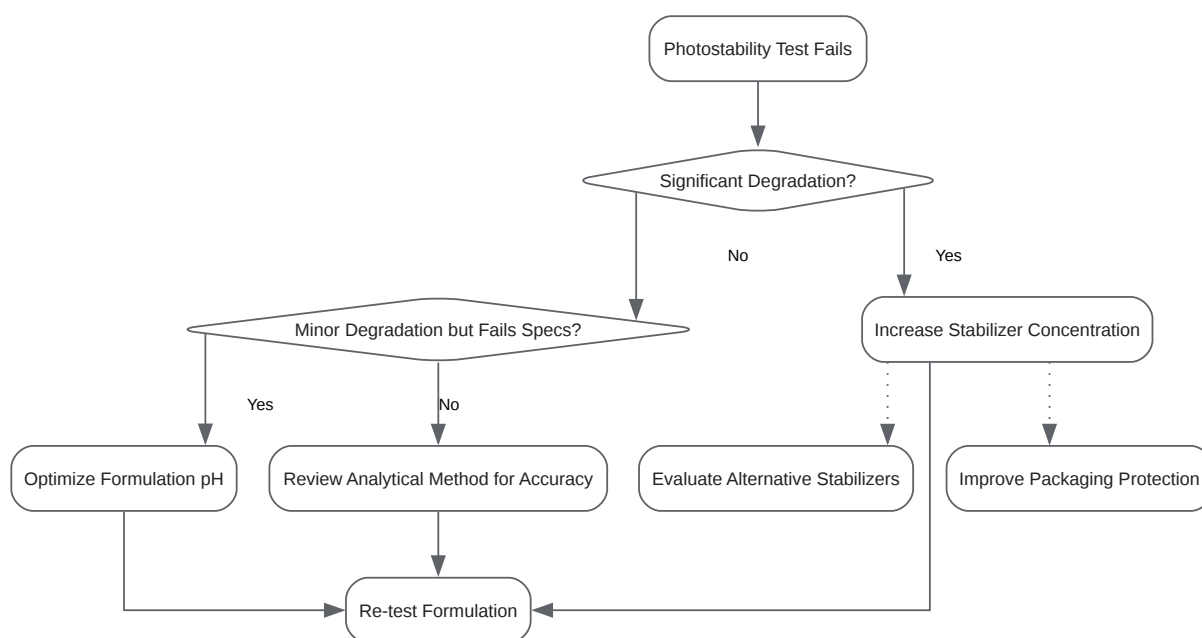 Photostability Test Fails
Significant Degradation?
No
Yes
Minor Degradation but Fails Specs?
Increase Stabilizer Concentration
Yes
No
Optimize Formulation pH
Review Analytical Method for Accuracy
Evaluate Alternative Stabilizers
Improve Packaging Protection
Re-test Formulation